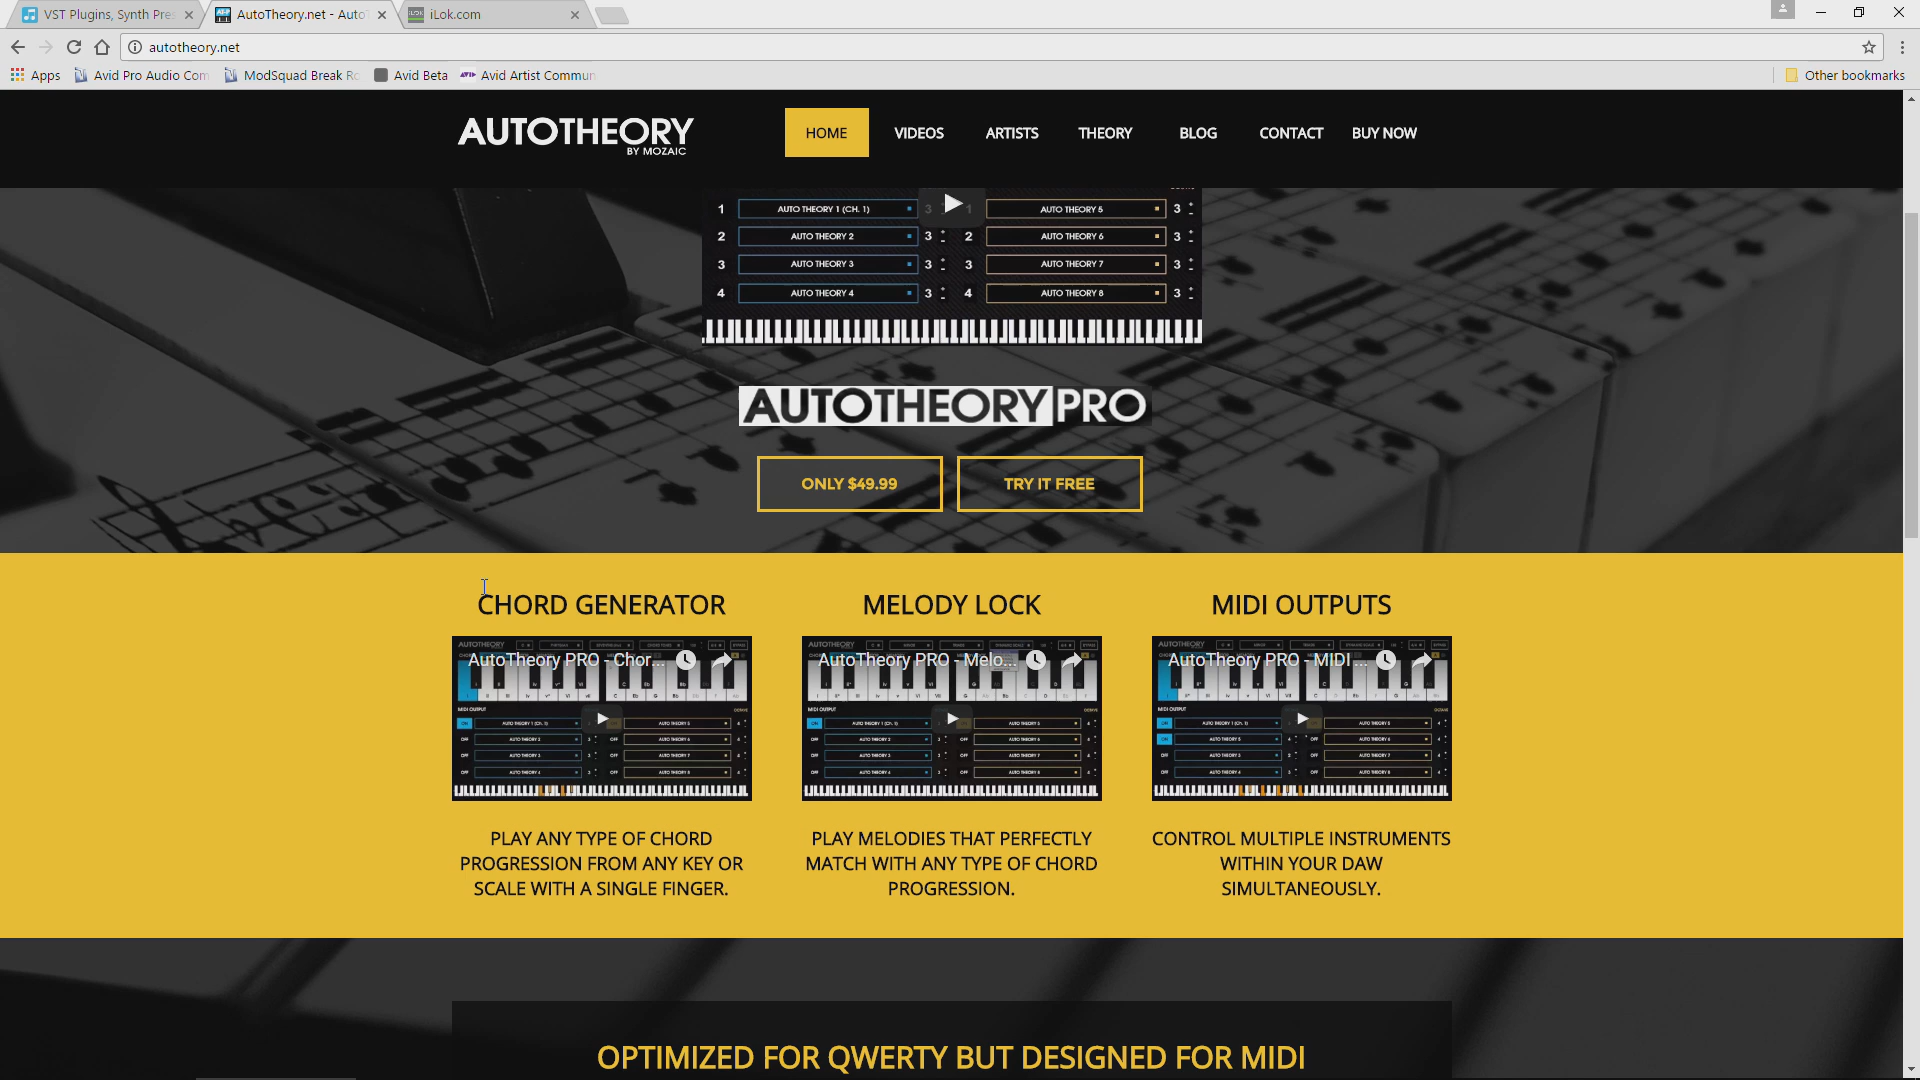 VST Plugins, Synth Pre
AutoTheory.net - Auto
iLok.com
autotheory.net
Apps
Avid Pro Audio Com
ModSquad Break Ro
Avid Beta
Avid Artist Commun
Other bookmarks
AUTOTHEORY
BY MOZAIC
HOME
VIDEOS
ARTISTS
THEORY
BLOG
CONTACT
BUY NOW
1 AUTO THEORY 1 (CH. 1) 3 1 AUTO THEORY 5 3
2 AUTO THEORY 2 3 2 AUTO THEORY 6 3
3 AUTO THEORY 3 3 3 AUTO THEORY 7 3
4 AUTO THEORY 4 3 4 AUTO THEORY 8 3
AUTOTHEORY PRO
ONLY $49.99
TRY IT FREE
CHORD GENERATOR
MELODY LOCK
MIDI OUTPUTS
AutoTheory PRO - Chor...
AutoTheory PRO - Melo...
AutoTheory PRO - MIDI ...
PLAY ANY TYPE OF CHORD
PROGRESSION FROM ANY KEY OR
SCALE WITH A SINGLE FINGER.
PLAY MELODIES THAT PERFECTLY
MATCH WITH ANY TYPE OF CHORD
PROGRESSION.
CONTROL MULTIPLE INSTRUMENTS
WITHIN YOUR DAW
SIMULTANEOUSLY.
OPTIMIZED FOR QWERTY BUT DESIGNED FOR MIDI